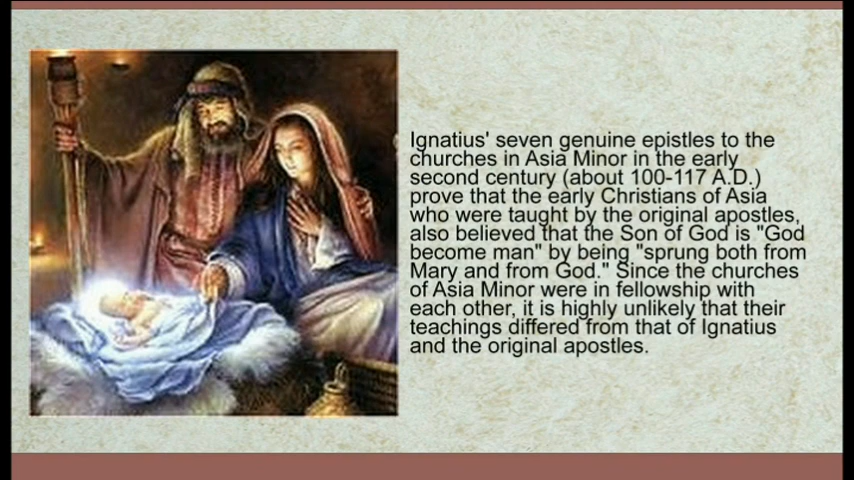 Ignatius' seven genuine epistles to the
churches in Asia Minor in the early
second century (about 100-117 A.D.)
prove that the early Christians of Asia
who were taught by the original apostles,
also believed that the Son of God is "God
become man" by being "sprung both from
Mary and from God." Since the churches
of Asia Minor were in fellowship with
each other, it is highly unlikely that their
teachings differed from that of Ignatius
and the original apostles.